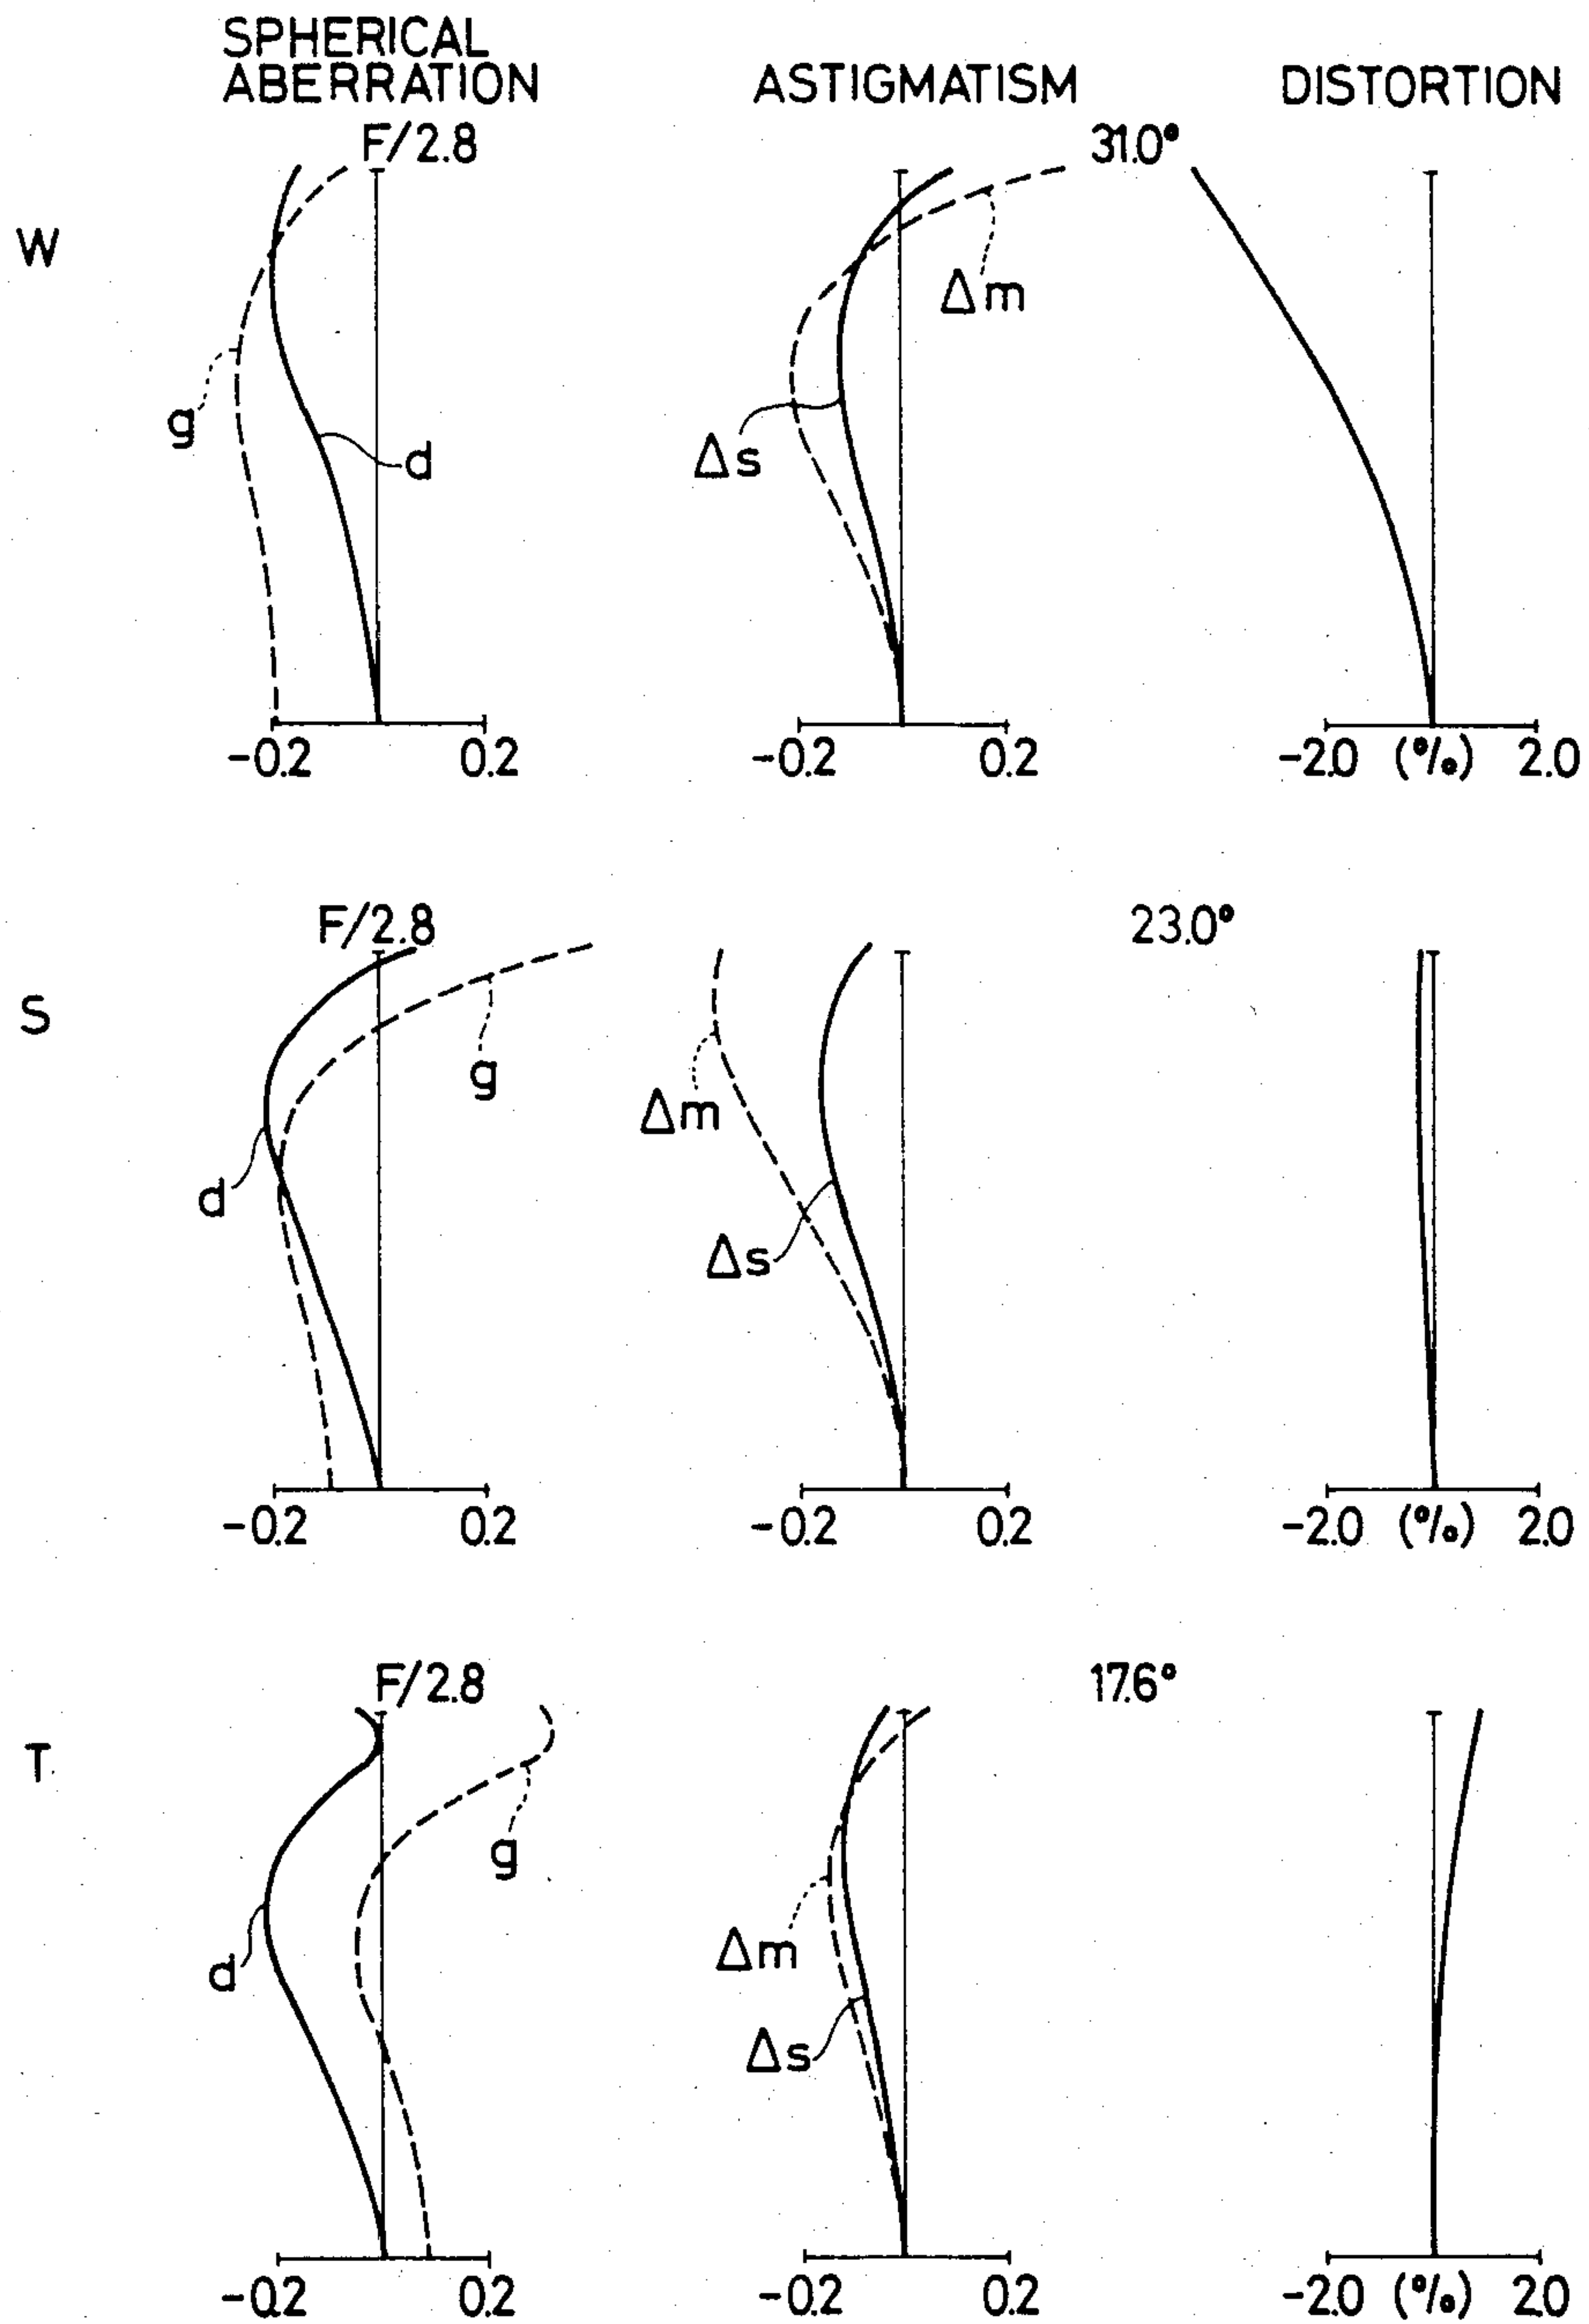 SPHERICAL
ABERRATION
ASTIGMATISM
DISTORTION
W
F/2.8
31.0°
g
d
Δs
Δm
-0.2 0.2
-0.2 0.2
-2.0 (%) 2.0
S
F/2.8
23.0°
g
d
Δm
Δs
-0.2 0.2
-0.2 0.2
-2.0 (%) 2.0
T
F/2.8
17.6°
g
d
Δm
Δs
-0.2 0.2
-0.2 0.2
-2.0 (%) 2.0